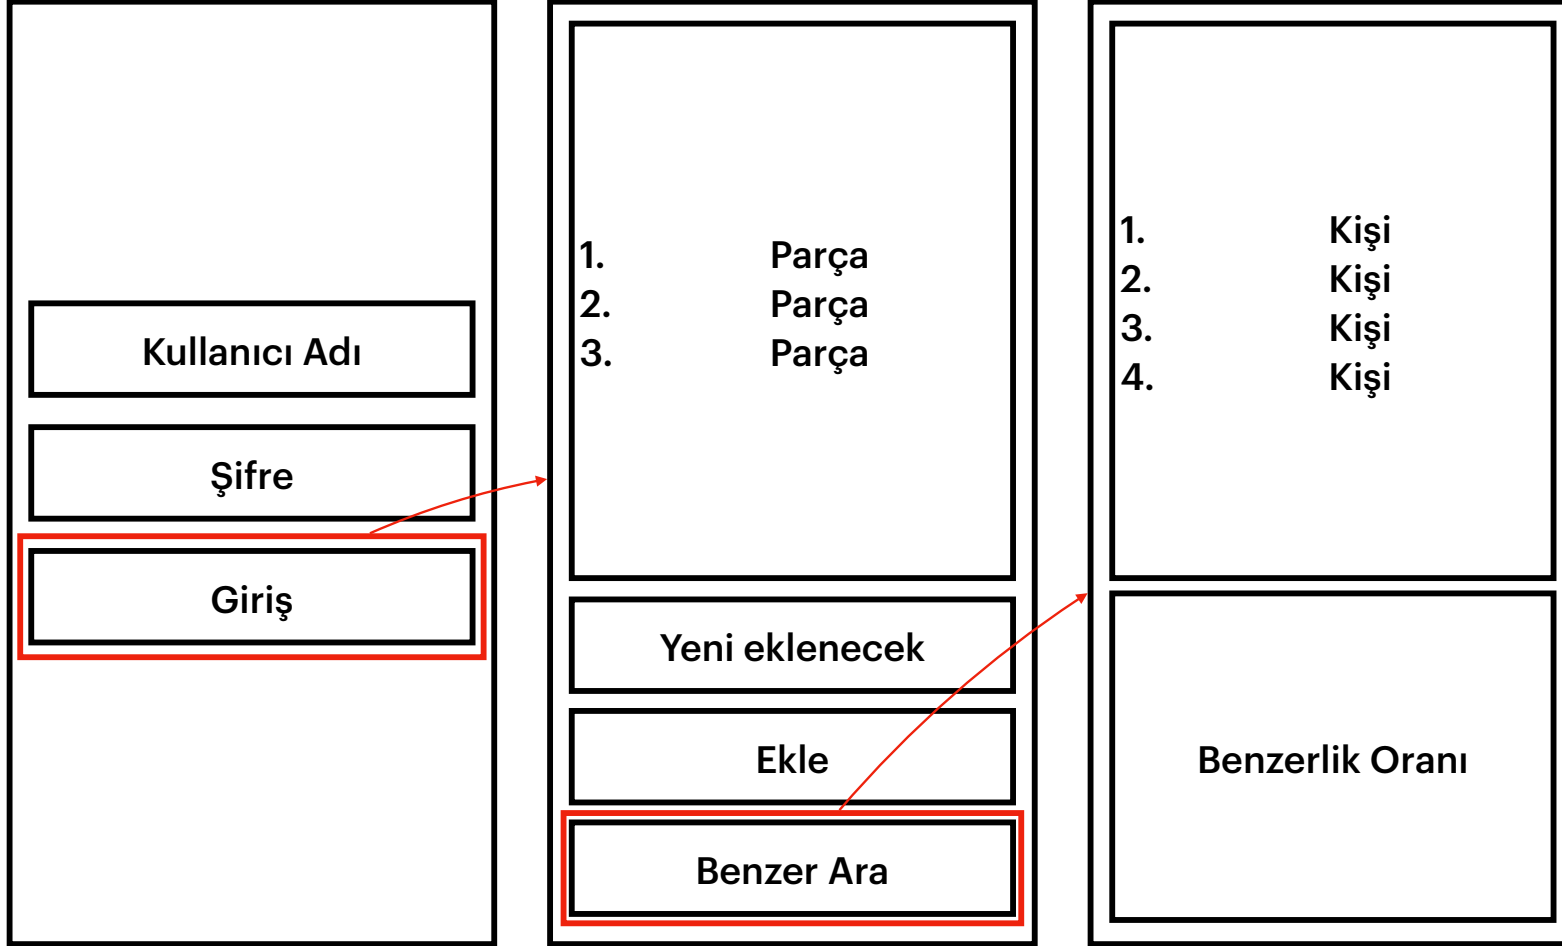 Kullanıcı Adı
Şifre
Giriş
1. Parça
2. Parça
3. Parça
Yeni eklenecek
Ekle
Benzer Ara
1. Kişi
2. Kişi
3. Kişi
4. Kişi
Benzerlik Oranı